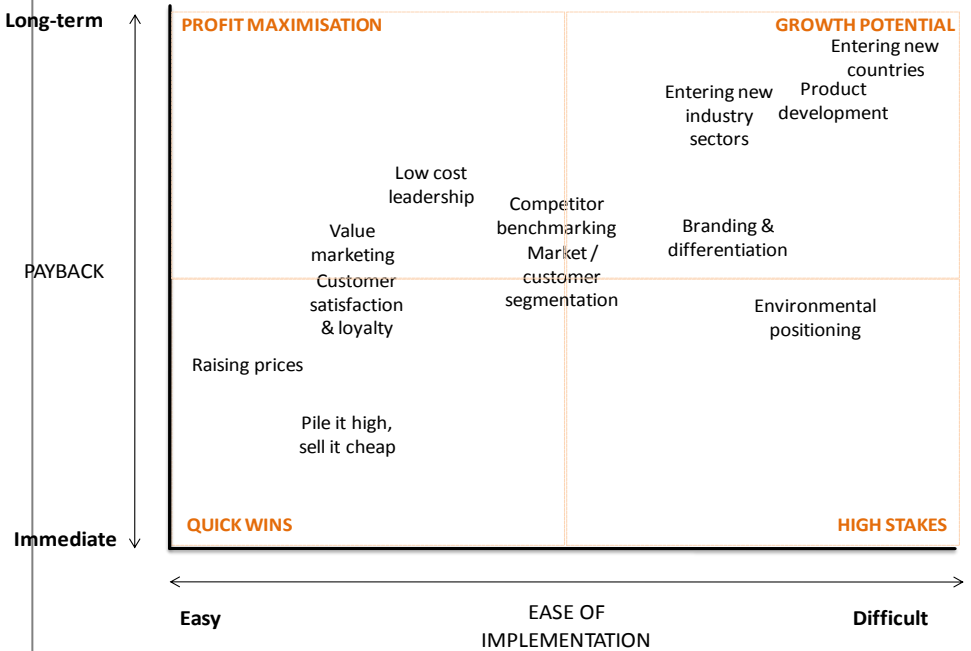 Long-term
PROFIT MAXIMISATION
GROWTH POTENTIAL
Entering new
countries
Entering new
industry
sectors
Product
development
Low cost
leadership
Competitor
benchmarking
Value
marketing
Branding &
differentiation
Market /
customer
segmentation
PAYBACK
Customer
satisfaction
& loyalty
Environmental
positioning
Raising prices
Pile it high,
sell it cheap
QUICK WINS
HIGH STAKES
Immediate
Easy
EASE OF
IMPLEMENTATION
Difficult